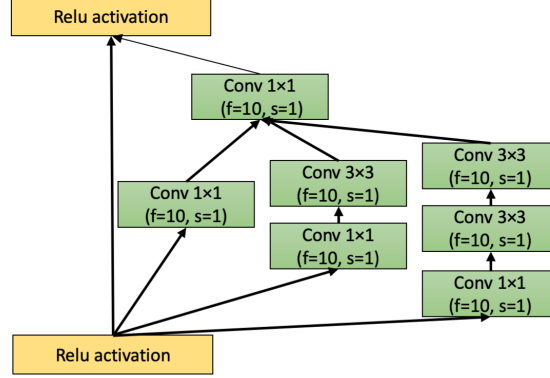 Relu activation
Conv 1×1
(f=10, s=1)
Conv 3×3
(f=10, s=1)
Conv 3×3
(f=10, s=1)
Conv 1×1
(f=10, s=1)
Conv 3×3
(f=10, s=1)
Conv 1×1
(f=10, s=1)
Conv 1×1
(f=10, s=1)
Relu activation